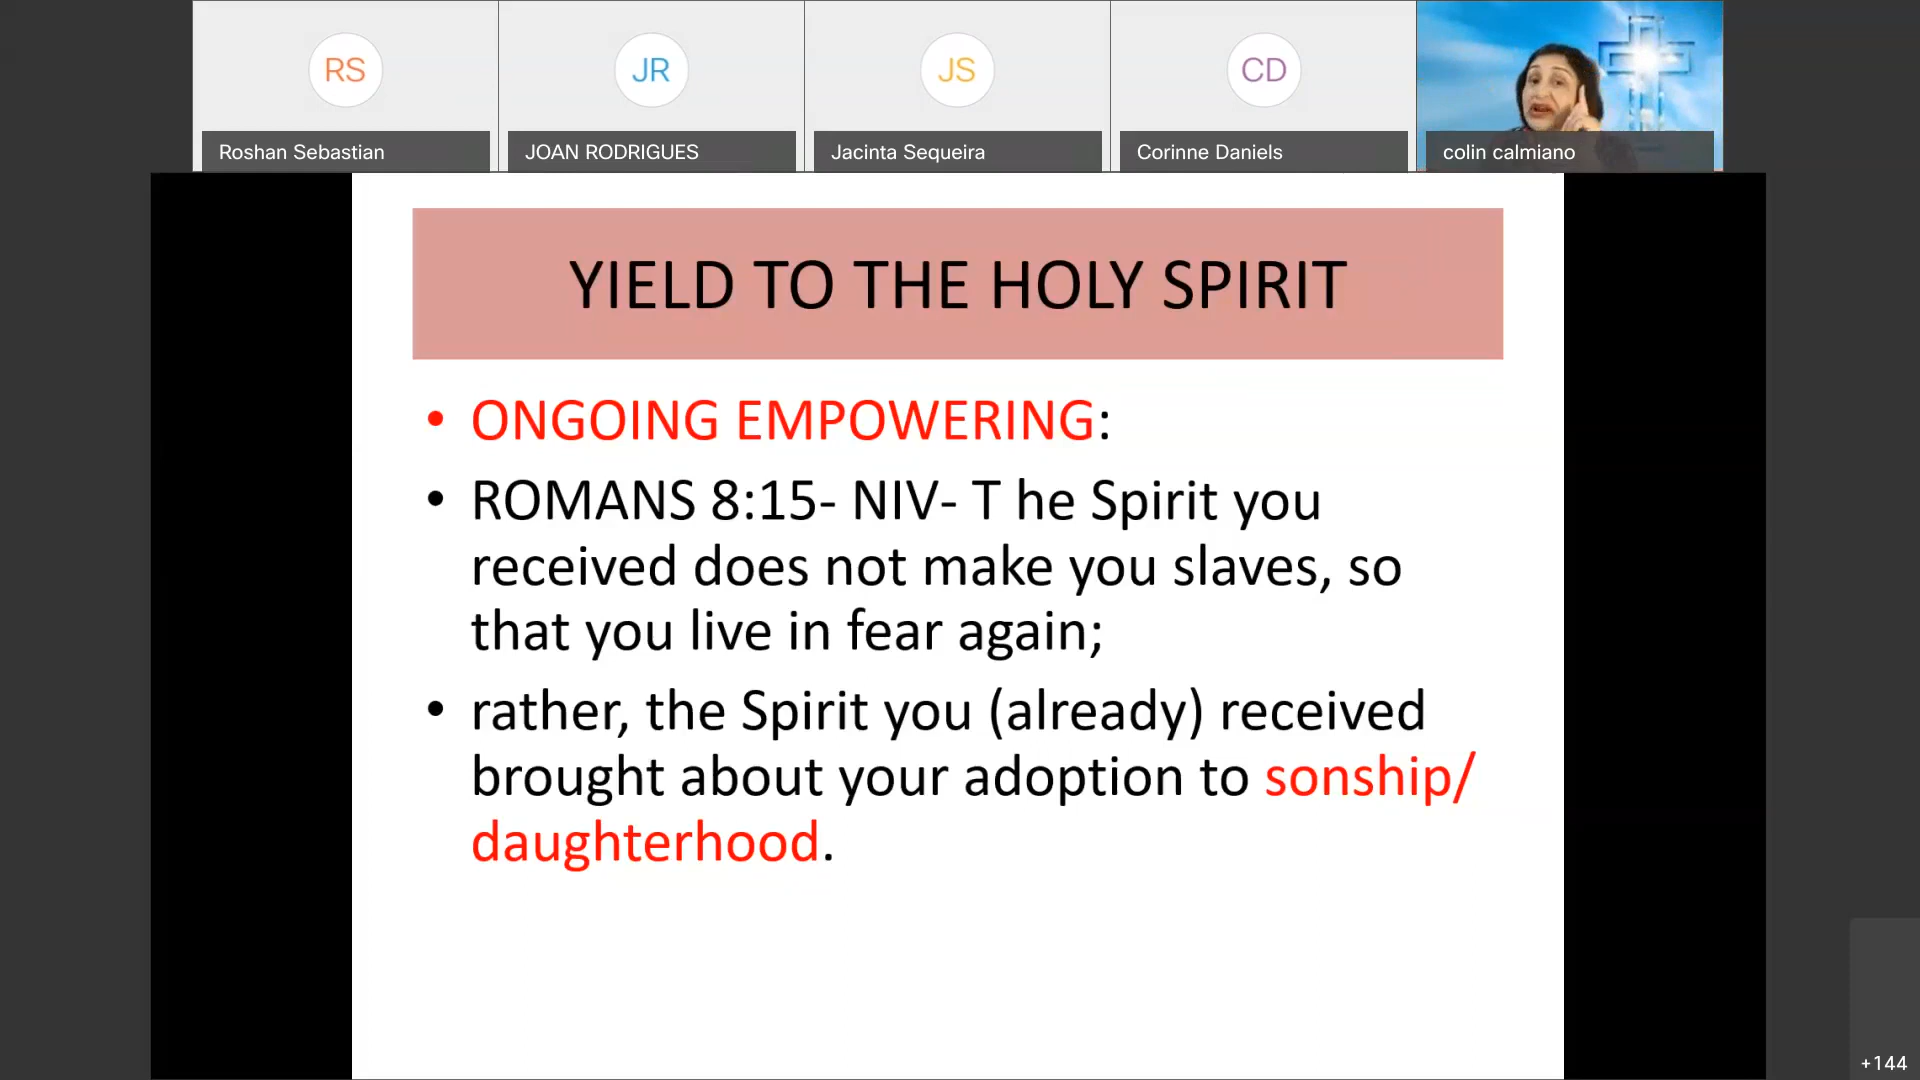 RS
JR
JS
CD
Roshan Sebastian
JOAN RODRIGUES
Jacinta Sequeira
Corinne Daniels
colin calmiano
YIELD TO THE HOLY SPIRIT
• ONGOING EMPOWERING:
• ROMANS 8:15- NIV- T he Spirit you
received does not make you slaves, so
that you live in fear again;
• rather, the Spirit you (already) received
brought about your adoption to sonship/
daughterhood.
+144